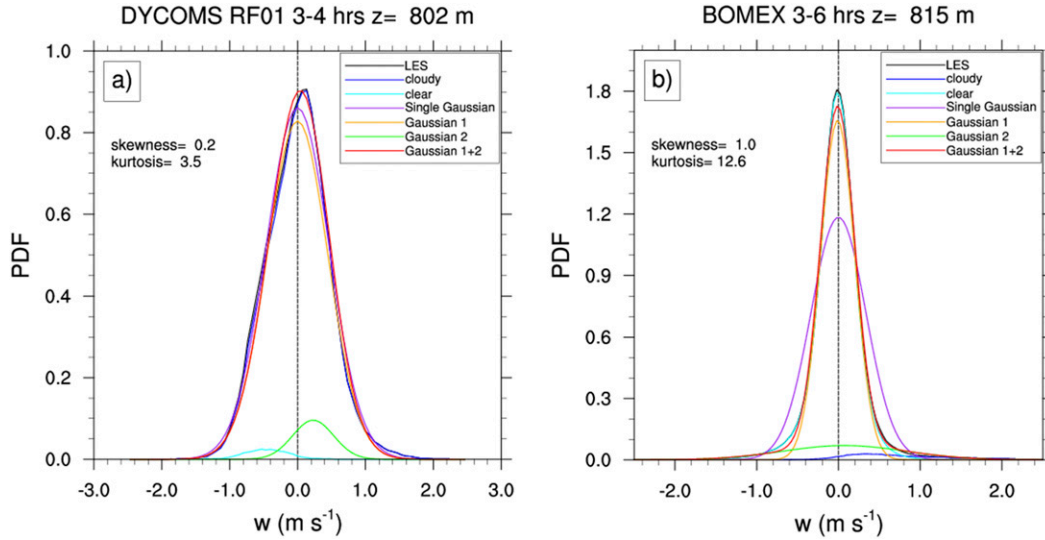 DYCOMS RF01 3-4 hrs z= 802 m
a)
LES
cloudy
clear
Single Gaussian
Gaussian 1
Gaussian 2
Gaussian 1+2
skewness= 0.2
kurtosis= 3.5
PDF
1.0
0.8
0.6
0.4
0.2
0.0
-3.0 -2.0 -1.0 0.0 1.0 2.0 3.0
w (m s⁻¹)
BOMEX 3-6 hrs z= 815 m
b)
LES
cloudy
clear
Single Gaussian
Gaussian 1
Gaussian 2
Gaussian 1+2
skewness= 1.0
kurtosis= 12.6
PDF
1.8
1.5
1.2
0.9
0.6
0.3
0.0
-2.0 -1.0 0.0 1.0 2.0
w (m s⁻¹)